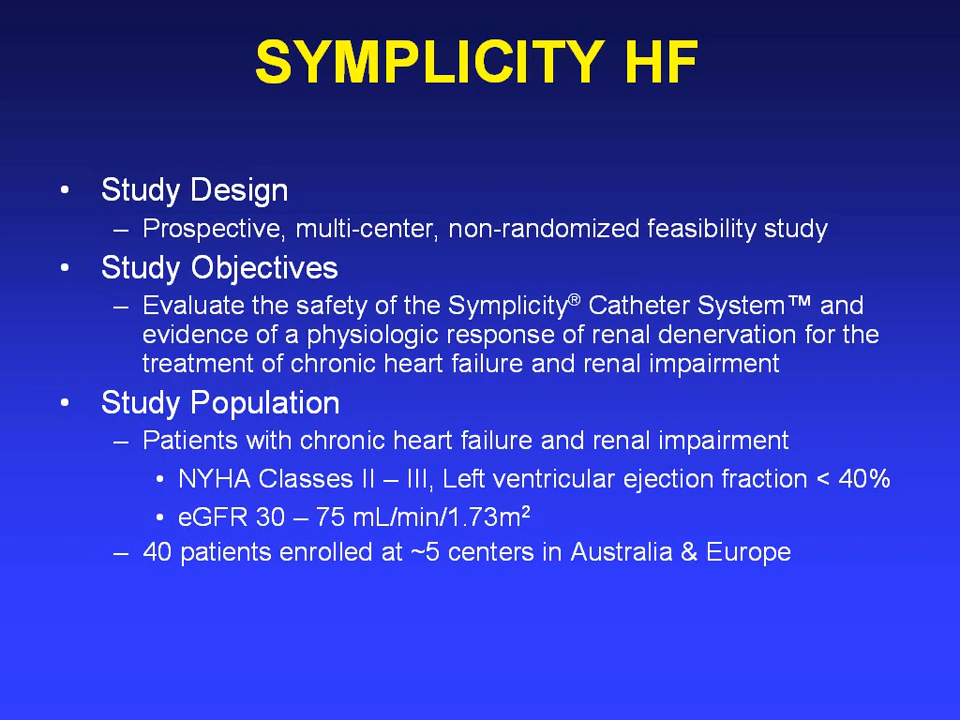 SYMPLICITY HF
• Study Design
– Prospective, multi-center, non-randomized feasibility study
• Study Objectives
– Evaluate the safety of the Symplicity® Catheter System™ and
evidence of a physiologic response of renal denervation for the
treatment of chronic heart failure and renal impairment
• Study Population
– Patients with chronic heart failure and renal impairment
• NYHA Classes II – III, Left ventricular ejection fraction < 40%
• eGFR 30 – 75 mL/min/1.73m²
– 40 patients enrolled at ~5 centers in Australia & Europe